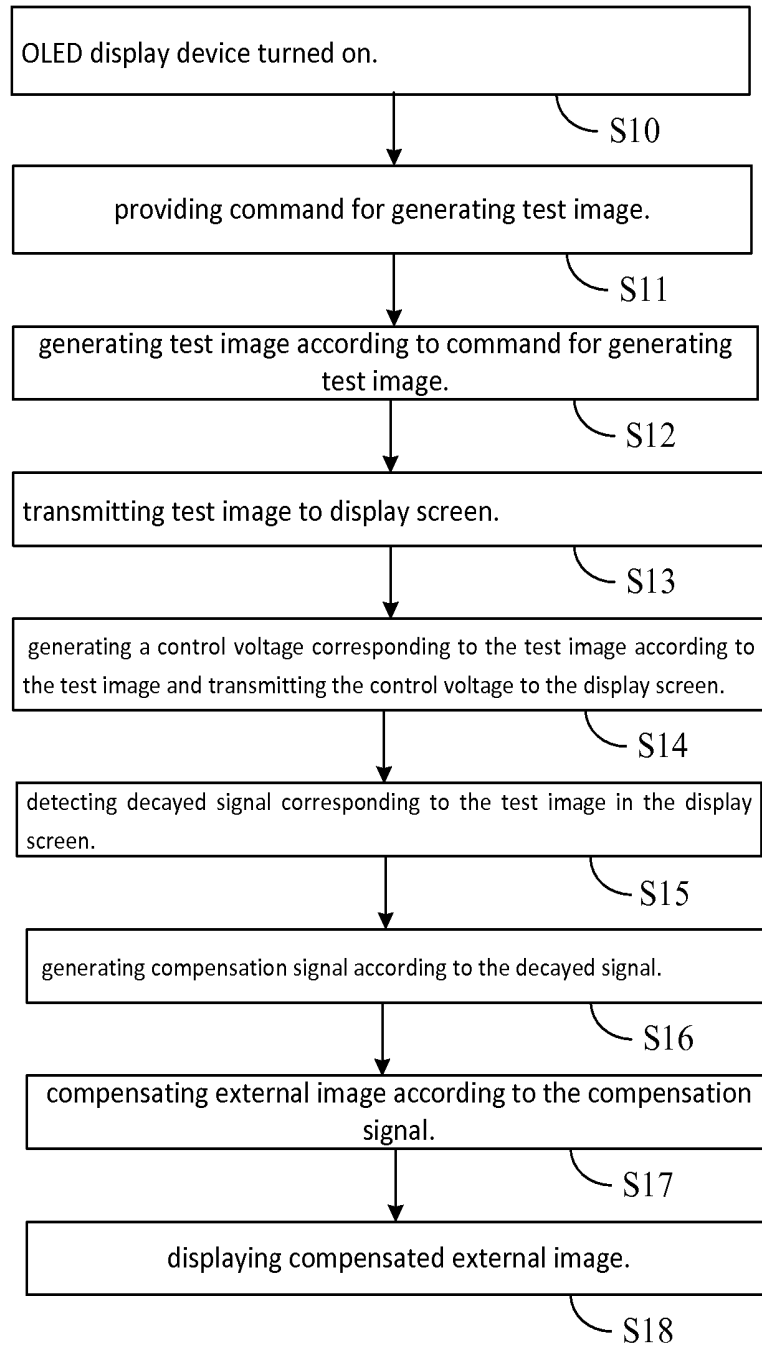 OLED display device turned on.
S10
providing command for generating test image.
S11
generating test image according to command for generating
test image.
S12
transmitting test image to display screen.
S13
generating a control voltage corresponding to the test image according to
the test image and transmitting the control voltage to the display screen.
S14
detecting decayed signal corresponding to the test image in the display
screen.
S15
generating compensation signal according to the decayed signal.
S16
compensating external image according to the compensation
signal.
S17
displaying compensated external image.
S18